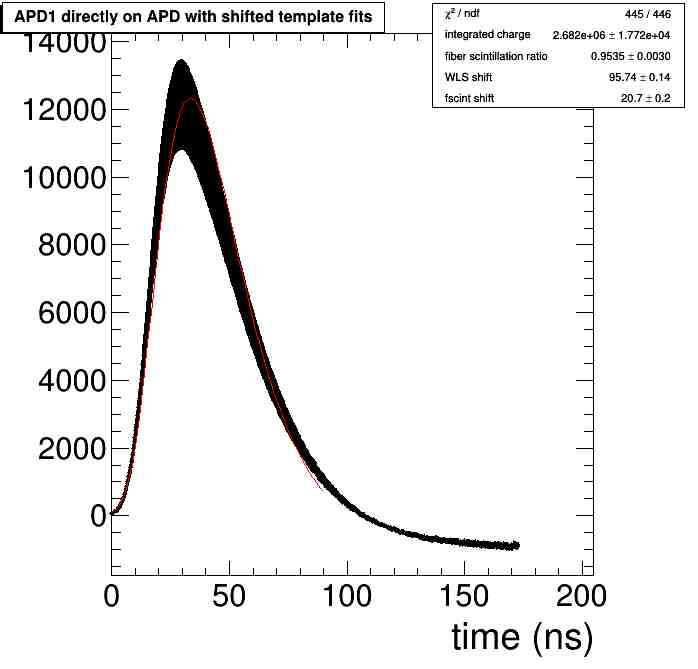 APD1 directly on APD with shifted template fits
χ² / ndf 445 / 446
integrated charge 2.682e+06 ± 1.772e+04
fiber scintillation ratio 0.9535 ± 0.0030
WLS shift 95.74 ± 0.14
fscint shift 20.7 ± 0.2
14000
12000
10000
8000
6000
4000
2000
0
0 50 100 150 200
time (ns)